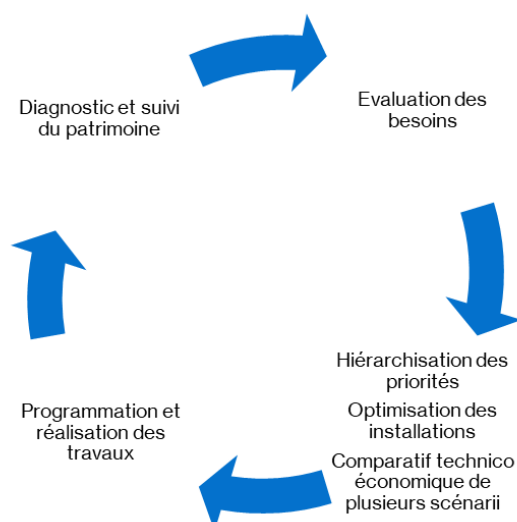 Diagnostic et suivi
du patrimoine
Evaluation des
besoins
Hiérarchisation des
priorités
Optimisation des
installations
Comparatif technico
économique de
plusieurs scénarii
Programmation et
réalisation des
travaux